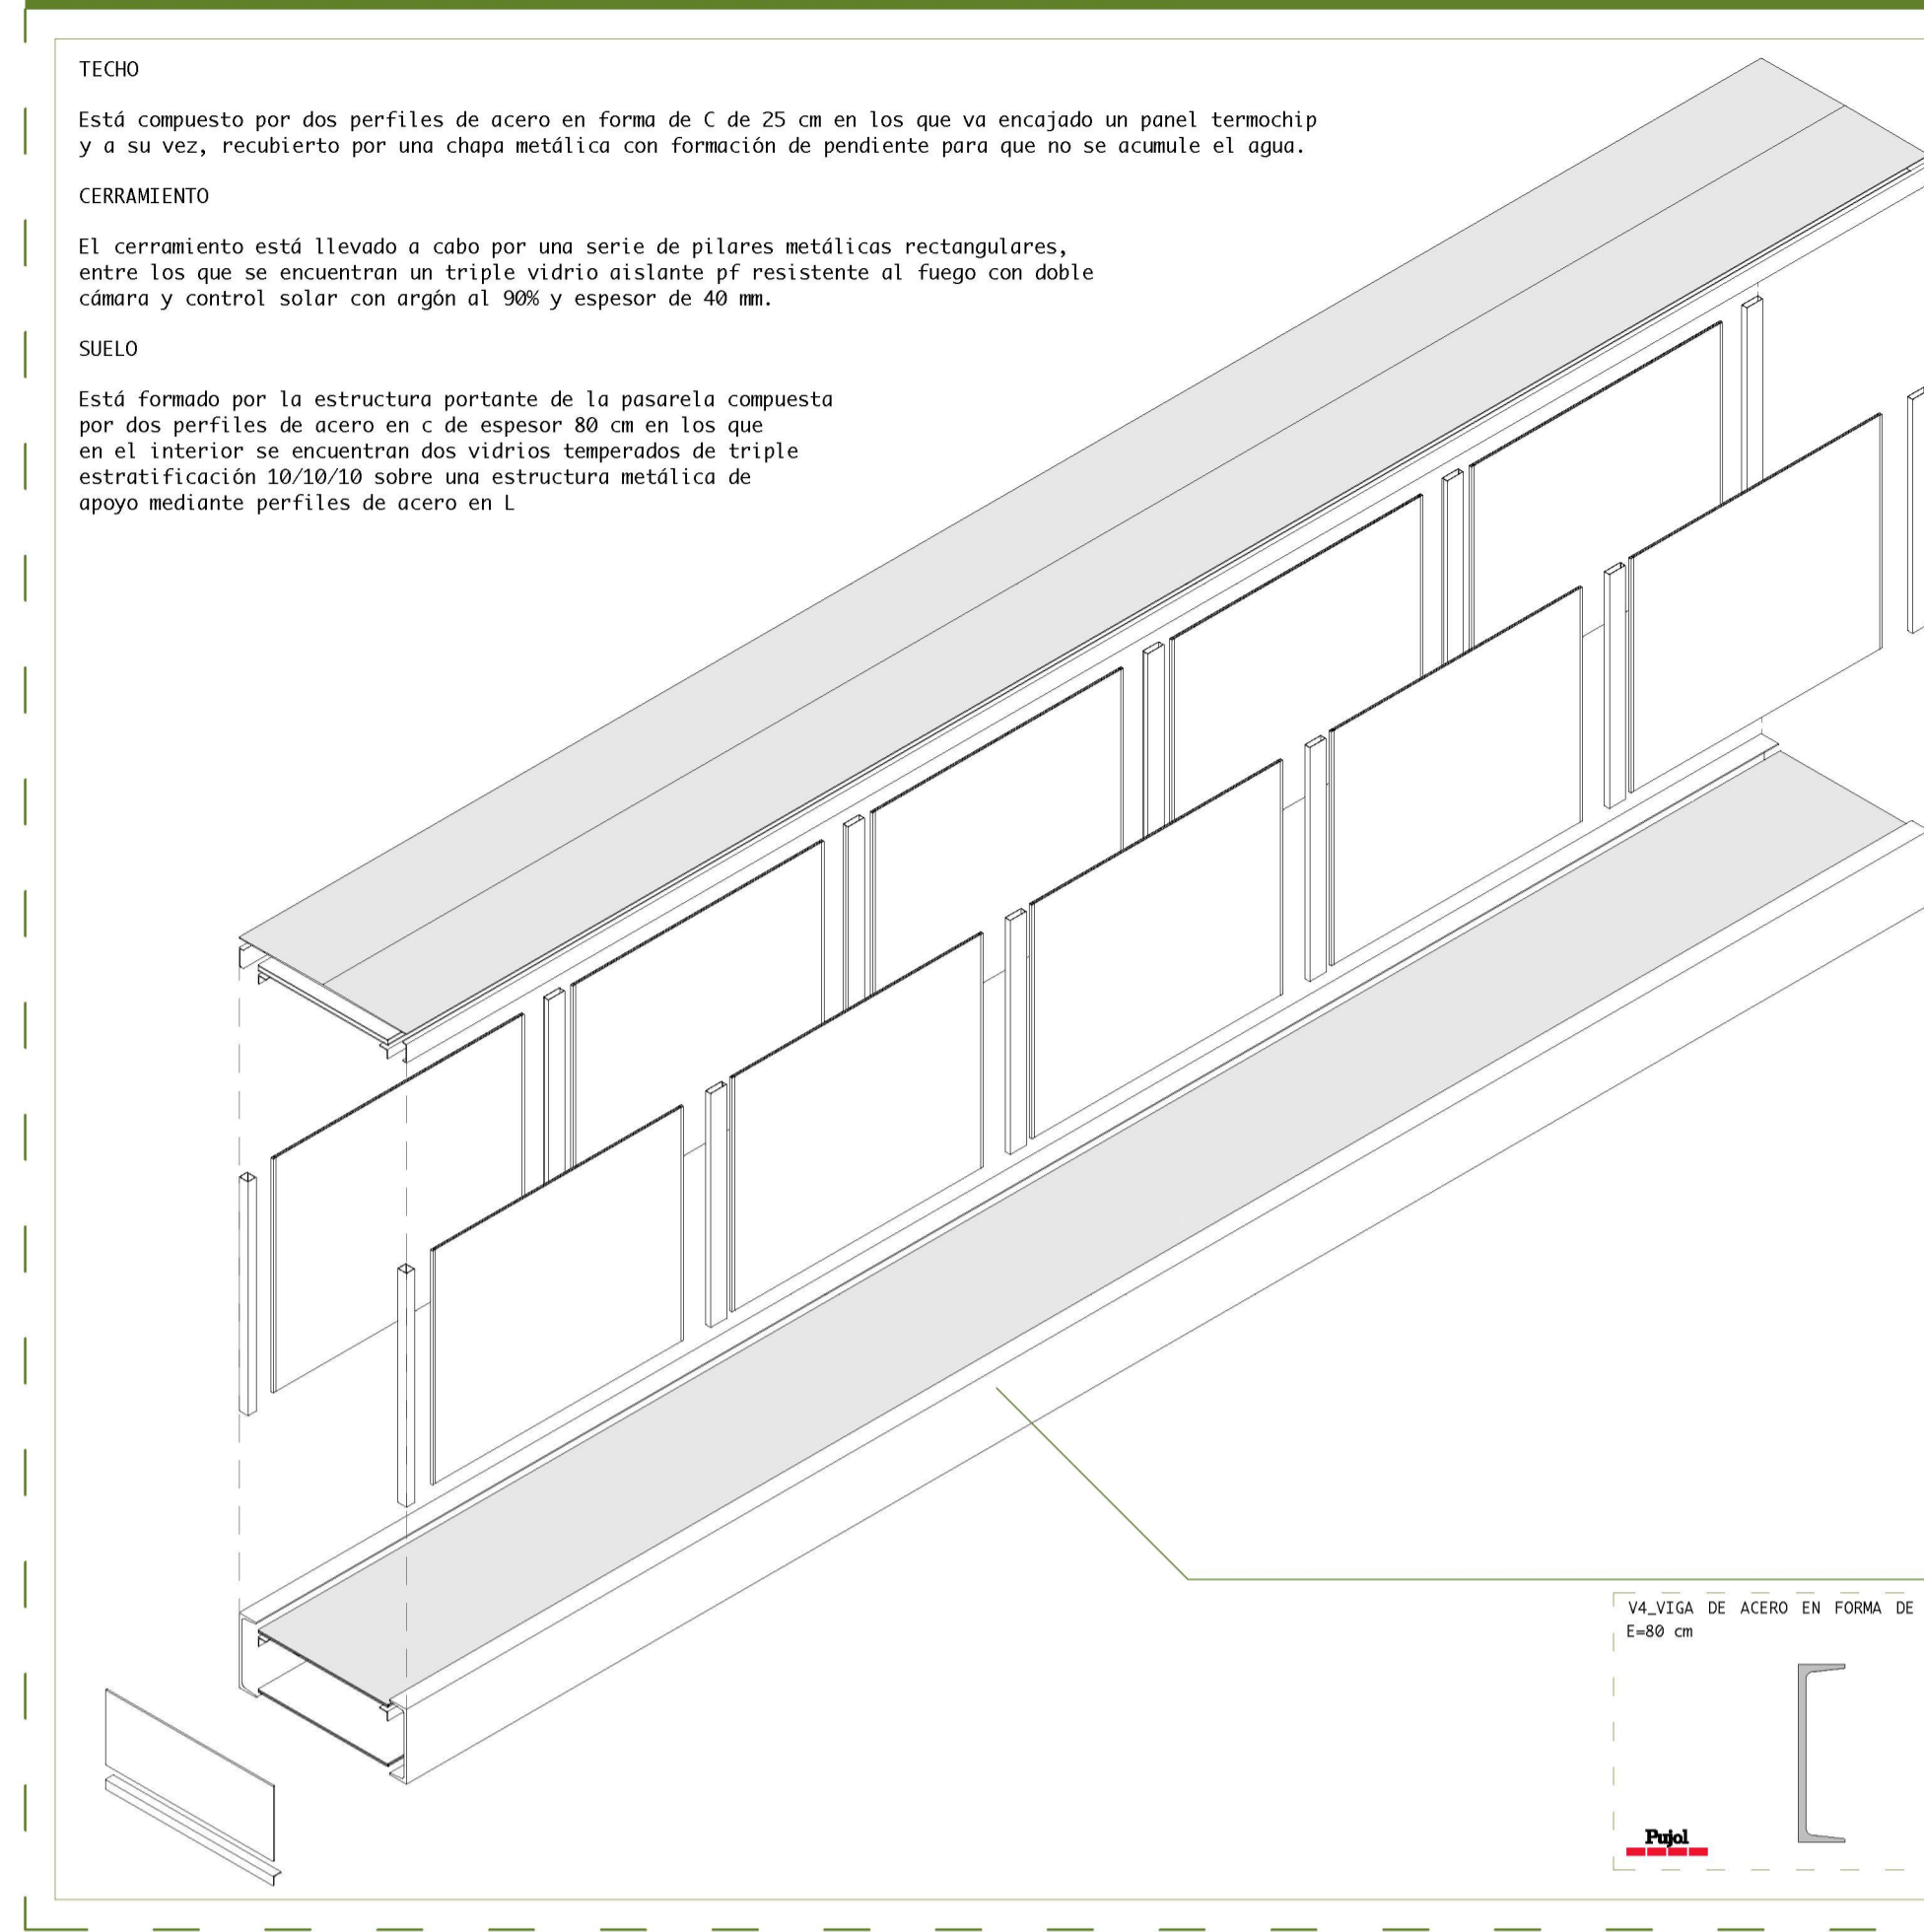 TECHO
Está compuesto por dos perfiles de acero en forma de C de 25 cm en los que va encajado un panel termochip
y a su vez, recubierto por una chapa metálica con formación de pendiente para que no se acumule el agua.
CERRAMIENTO
El cerramiento está llevado a cabo por una serie de pilares metálicas rectangulares,
entre los que se encuentran un triple vidrio aislante pf resistente al fuego con doble
cámara y control solar con argón al 90% y espesor de 40 mm.
SUELO
Está formado por la estructura portante de la pasarela compuesta
por dos perfiles de acero en c de espesor 80 cm en los que
en el interior se encuentran dos vidrios temperados de triple
estratificación 10/10/10 sobre una estructura metálica de
apoyo mediante perfiles de acero en L
V4_VIGA DE ACERO EN FORMA DE
E=80 cm
Pujol